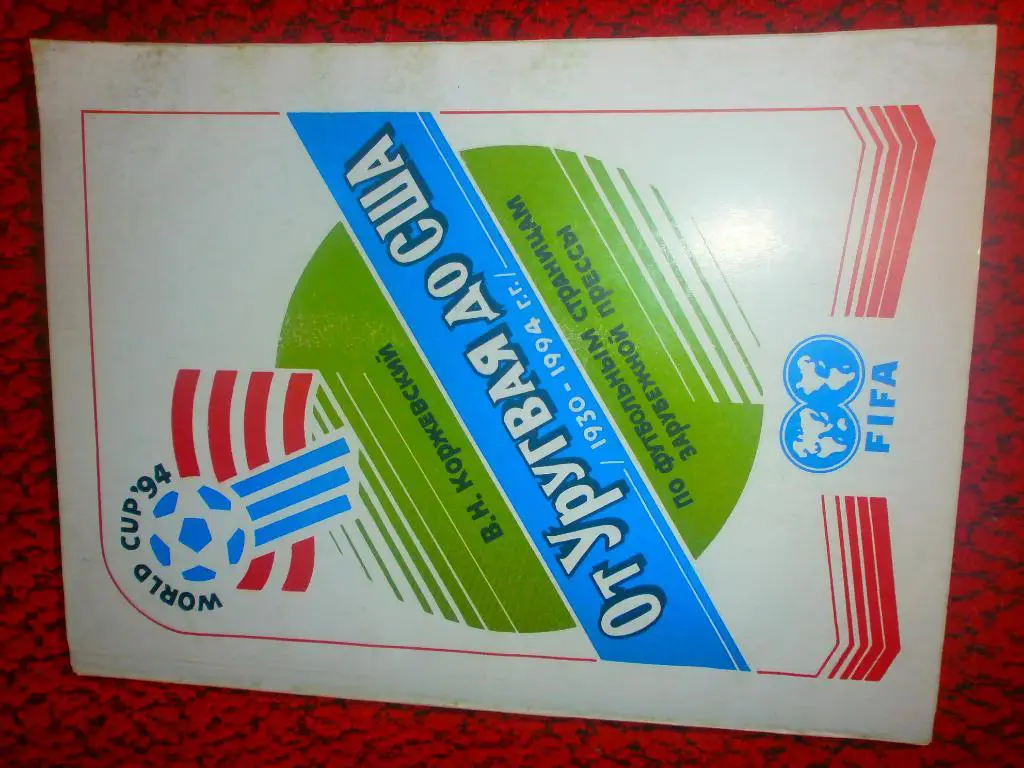 WORLD CUP'94
В.Н. Коржевский
От Уругвая до США
/1930-1994 г.г./
по футбольным страницам
зарубежной прессы
FIFA